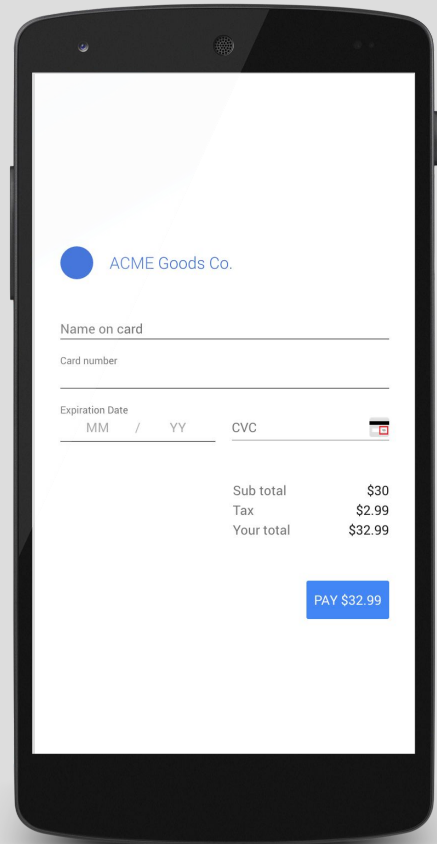 ACME Goods Co.
Name on card
Card number
Expiration Date
MM / YY CVC
Sub total $30
Tax $2.99
Your total $32.99
PAY $32.99